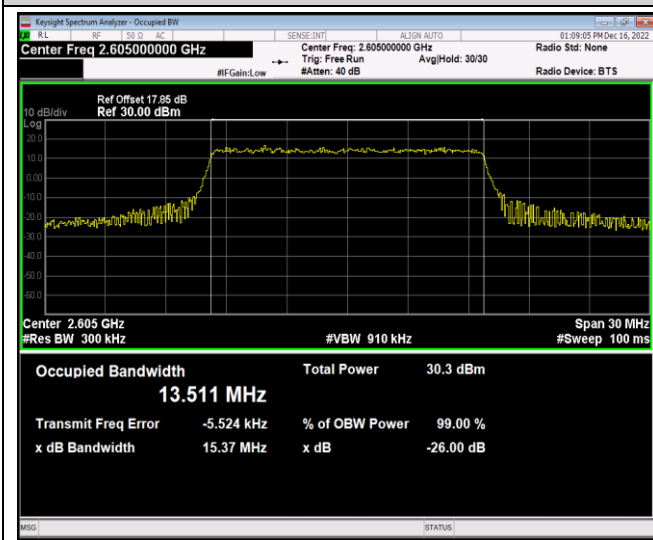 Keysight Spectrum Analyzer - Occupied BW
RL RF 50 Ω AC SENSE:INT ALIGN AUTO 01:09:05 PM Dec 16, 2022
Center Freq 2.605000000 GHz Center Freq: 2.605000000 GHz Radio Std: None
Trig: Free Run Avg|Hold: 30/30
#IFGain:Low #Atten: 40 dB Radio Device: BTS
Ref Offset 17.85 dB
10 dB/div Ref 30.00 dBm
Log
20.0
10.0
0.00
-10.0
-20.0
-30.0
-40.0
-50.0
-60.0
Center 2.605 GHz Span 30 MHz
#Res BW 300 kHz #VBW 910 kHz #Sweep 100 ms
Occupied Bandwidth Total Power 30.3 dBm
13.511 MHz
Transmit Freq Error -5.524 kHz % of OBW Power 99.00 %
x dB Bandwidth 15.37 MHz x dB -26.00 dB
MSG STATUS